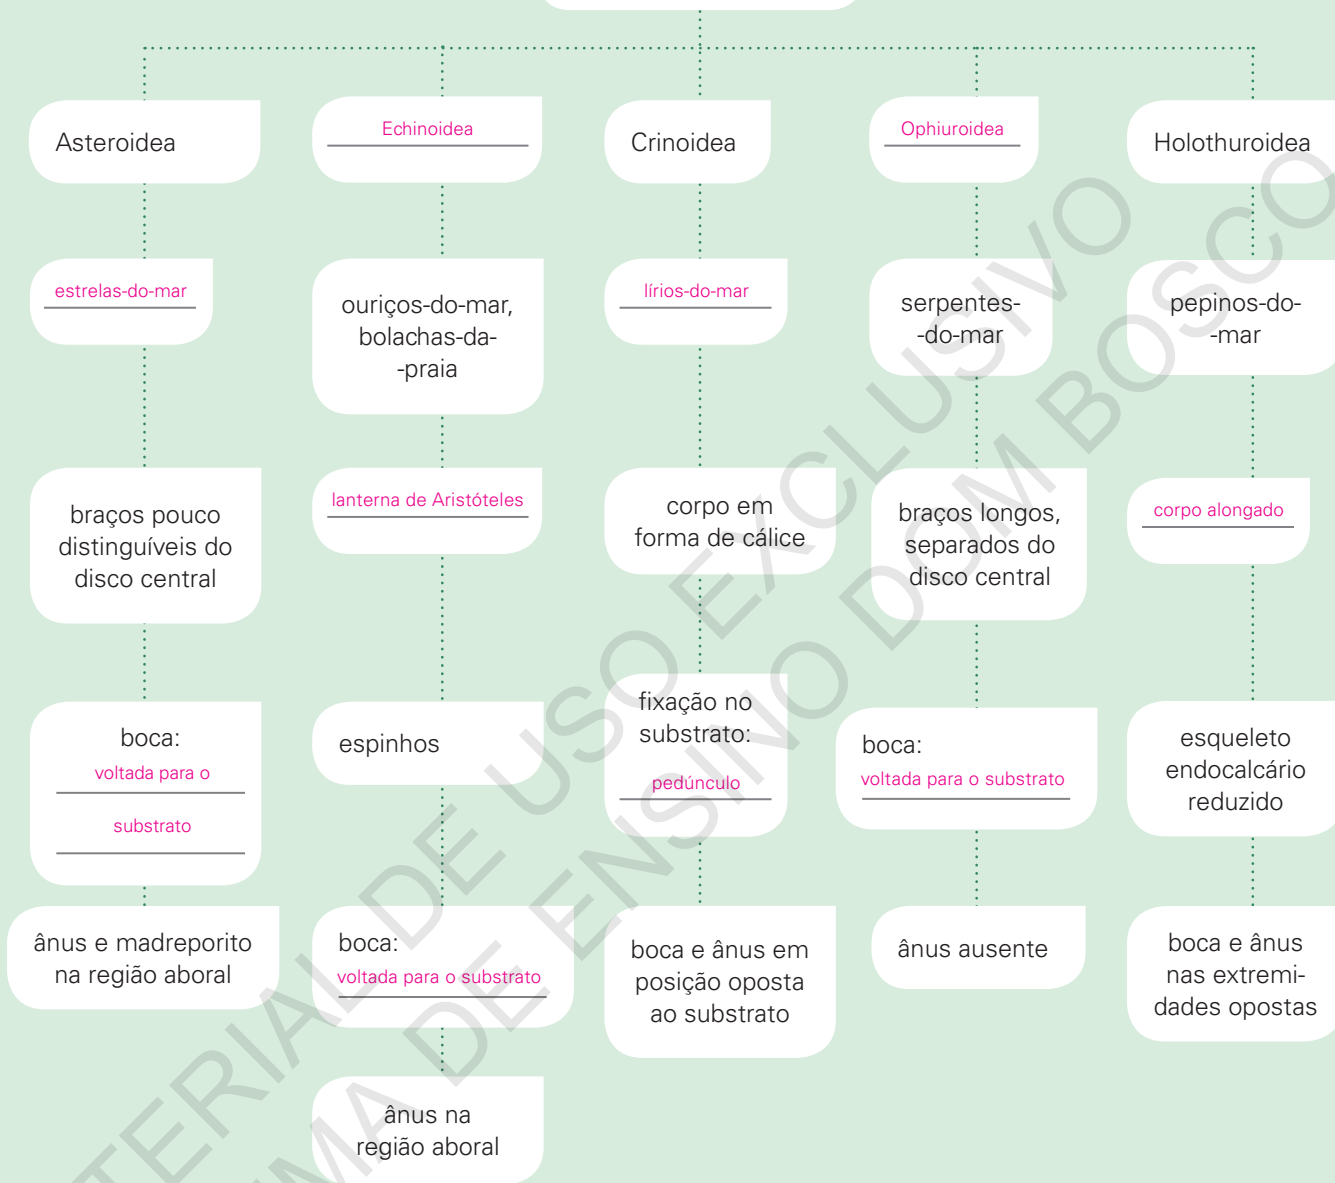 Asteroidea
estrelas-do-mar
braços pouco
distinguíveis do
disco central
boca:
voltada para o
substrato
ânus e madreporito
na região aboral
Echinoidea
ouriços-do-mar,
bolachas-da-
-praia
lanterna de Aristóteles
espinhos
boca:
voltada para o substrato
ânus na
região aboral
Crinoidea
lírios-do-mar
corpo em
forma de cálice
fixação no
substrato:
pedúnculo
boca e ânus em
posição oposta
ao substrato
Ophiuroidea
serpentes-
-do-mar
braços longos,
separados do
disco central
boca:
voltada para o substrato
ânus ausente
Holothuroidea
pepinos-do-
-mar
corpo alongado
esqueleto
endocalcário
reduzido
boca e ânus
nas extremi-
dades opostas
TERIAL DE USO EXCLUSIVO
MA DE ENSINO DOM BOSCO